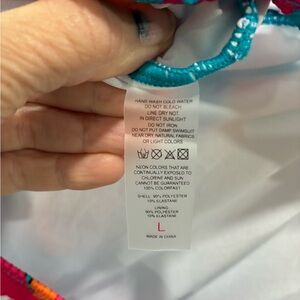 HAND WASH COLD WATER
DO NOT BLEACH
LINE DRY NOT
IN DIRECT SUNLIGHT
DO NOT IRON
DO NOT PUT DAMP SWIMSUIT
NEAR DRY NATURAL FABRICS
OR LIGHT COLORS
NEON COLORS THAT ARE
CONTINUALLY EXPOSED TO
CHLORINE AND SUN
CANNOT BE GUARANTEED
100% COLORFAST
SHELL: 90% POLYESTER
10% ELASTANE
LINING:
90% POLYESTER
10% ELASTANE
L
MADE IN CHINA